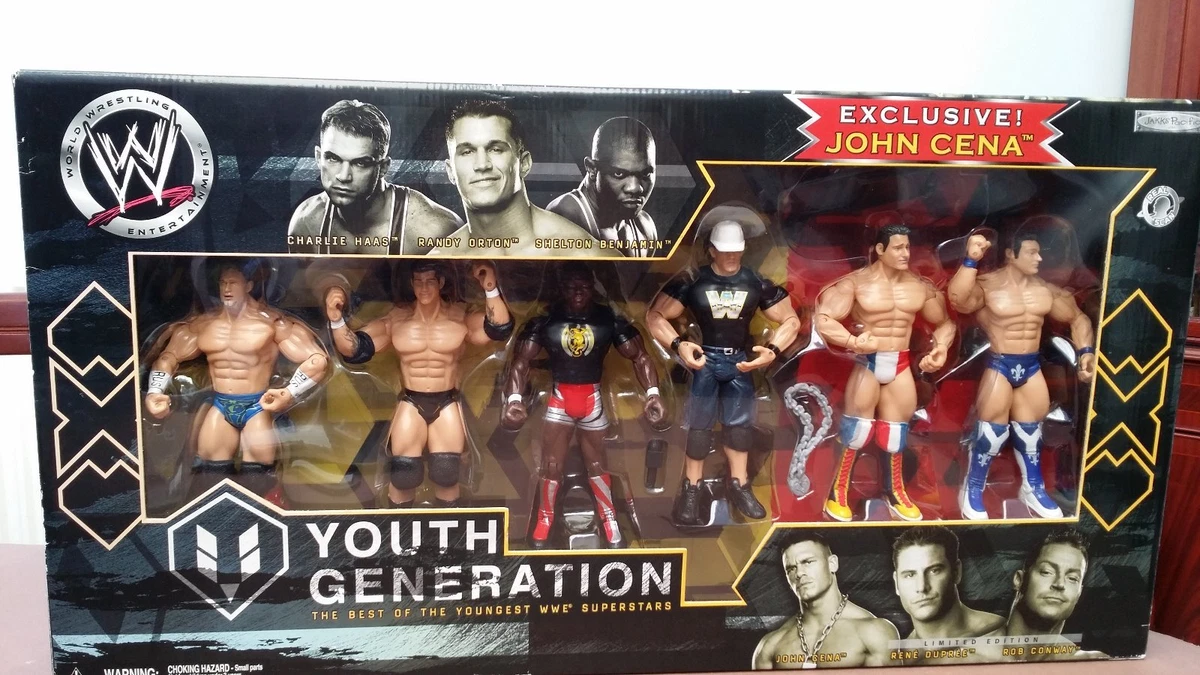 WORLD WRESTLING
ENTERTAINMENT
EXCLUSIVE!
JOHN CENA™
CHARLIE HAAS™ RANDY ORTON™ SHELTON BENJAMIN™
REAL
YOUTH
GENERATION
THE BEST OF THE YOUNGEST WWE® SUPERSTARS
LIMITED EDITION
JOHN CENA™ RENÉ DUPRÉE™ ROB CONWAY™
WARNING: CHOKING HAZARD - Small parts